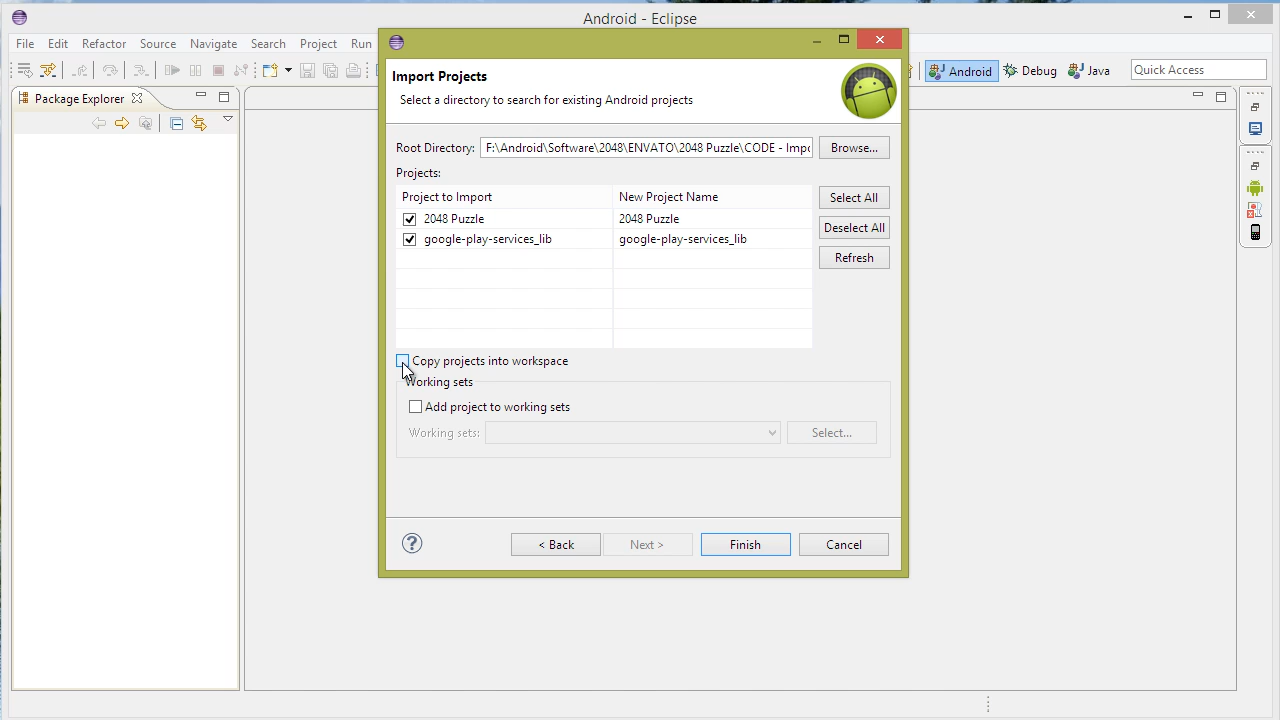 Android - Eclipse
File Edit Refactor Source Navigate Search Project Run
Android Debug Java Quick Access
Package Explorer
Import Projects
Select a directory to search for existing Android projects
Root Directory: F:\Android\Software\2048\ENVATO\2048 Puzzle\CODE - Impo Browse...
Projects:
Project to Import New Project Name Select All
2048 Puzzle 2048 Puzzle
google-play-services_lib google-play-services_lib Deselect All
Refresh
Copy projects into workspace
Working sets
Add project to working sets
Working sets: Select...
< Back Next > Finish Cancel